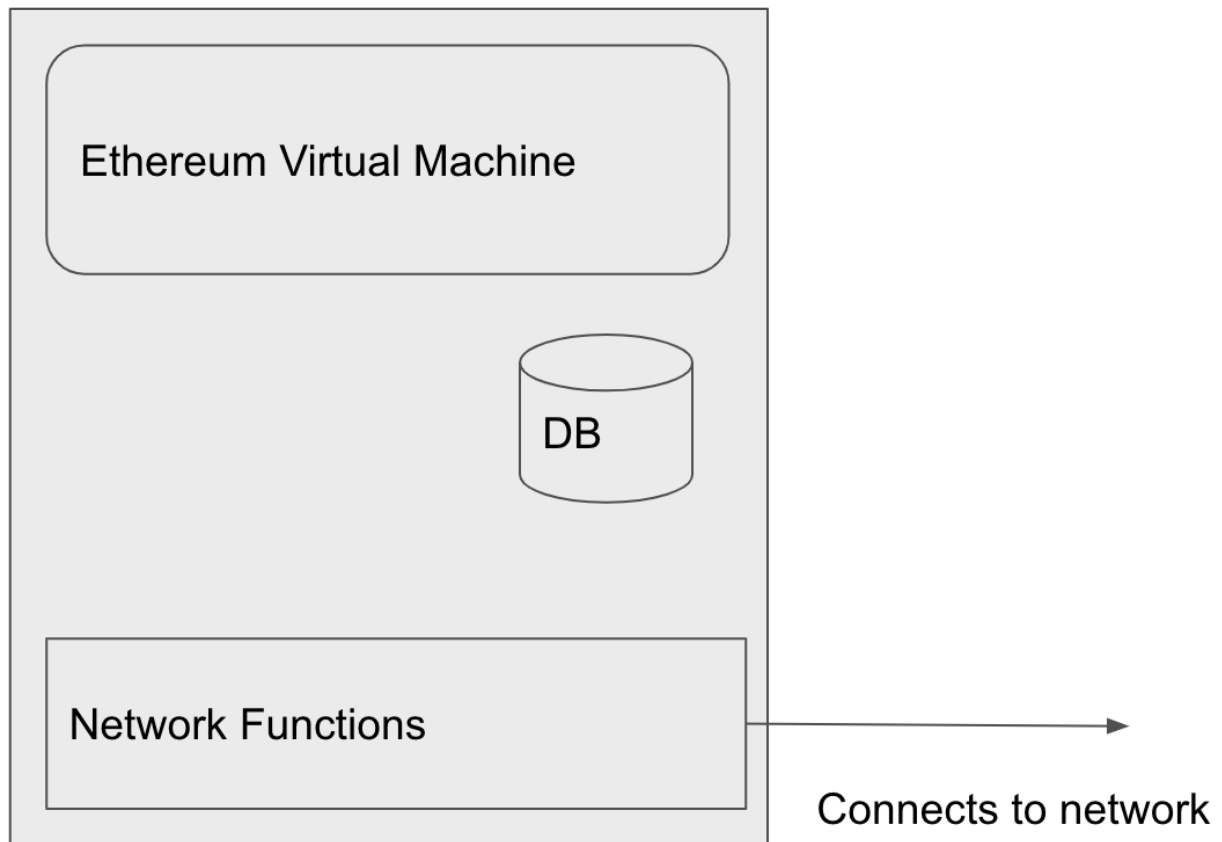 Ethereum Virtual Machine
DB
Network Functions
Connects to network